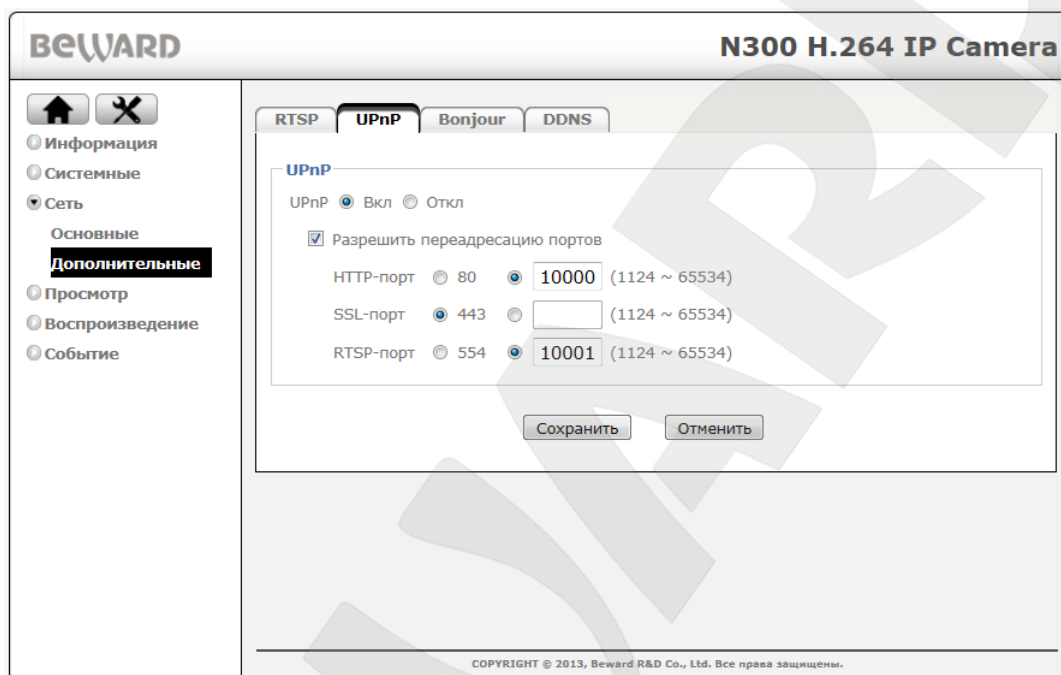 BEWARD
N300 H.264 IP Camera
Информация
Системные
Сеть
Основные
Дополнительные
Просмотр
Воспроизведение
Событие
RTSP UPnP Bonjour DDNS
UPnP
UPnP Вкл Откл
Разрешить переадресацию портов
HTTP-порт 80 10000 (1124 ~ 65534)
SSL-порт 443 (1124 ~ 65534)
RTSP-порт 554 10001 (1124 ~ 65534)
Сохранить Отменить
COPYRIGHT © 2013, Beward R&D Co., Ltd. Все права защищены.